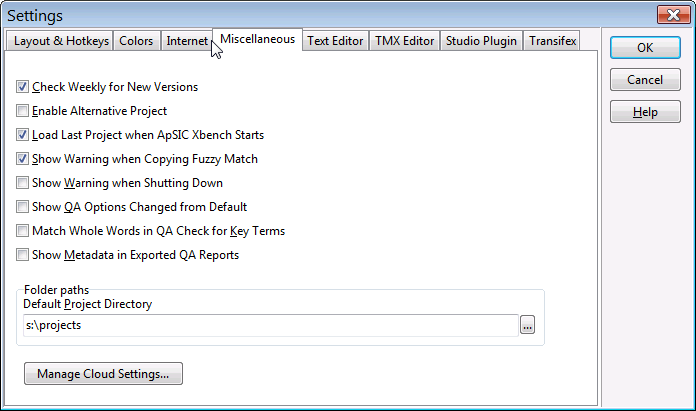 Settings
Layout & Hotkeys Colors Internet Miscellaneous Text Editor TMX Editor Studio Plugin Transifex
OK
Cancel
Help
Check Weekly for New Versions
Enable Alternative Project
Load Last Project when ApSIC Xbench Starts
Show Warning when Copying Fuzzy Match
Show Warning when Shutting Down
Show QA Options Changed from Default
Match Whole Words in QA Check for Key Terms
Show Metadata in Exported QA Reports
Folder paths
Default Project Directory
s:\projects ...
Manage Cloud Settings...